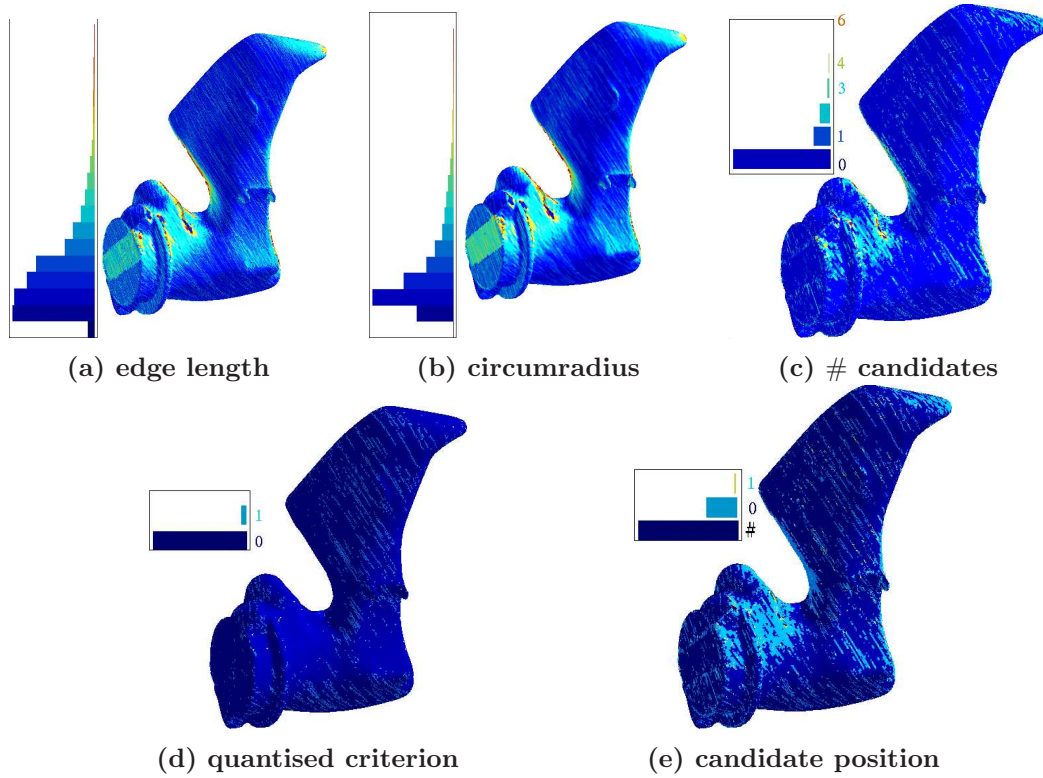 6
4
3
1
0
(a) edge length
(b) circumradius
(c) # candidates
1
0
1
0
#
(d) quantised criterion
(e) candidate position